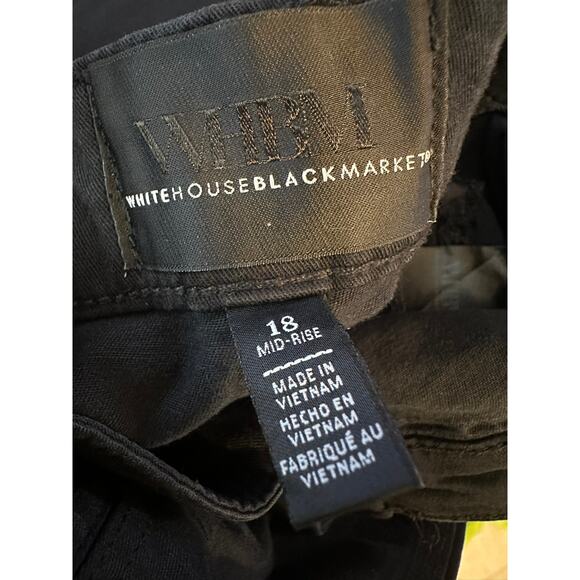 WHBM
WHITEHOUSEBLACKMARKET
18
MID-RISE
MADE IN
VIETNAM
HECHO EN
VIETNAM
FABRIQUÉ AU
VIETNAM